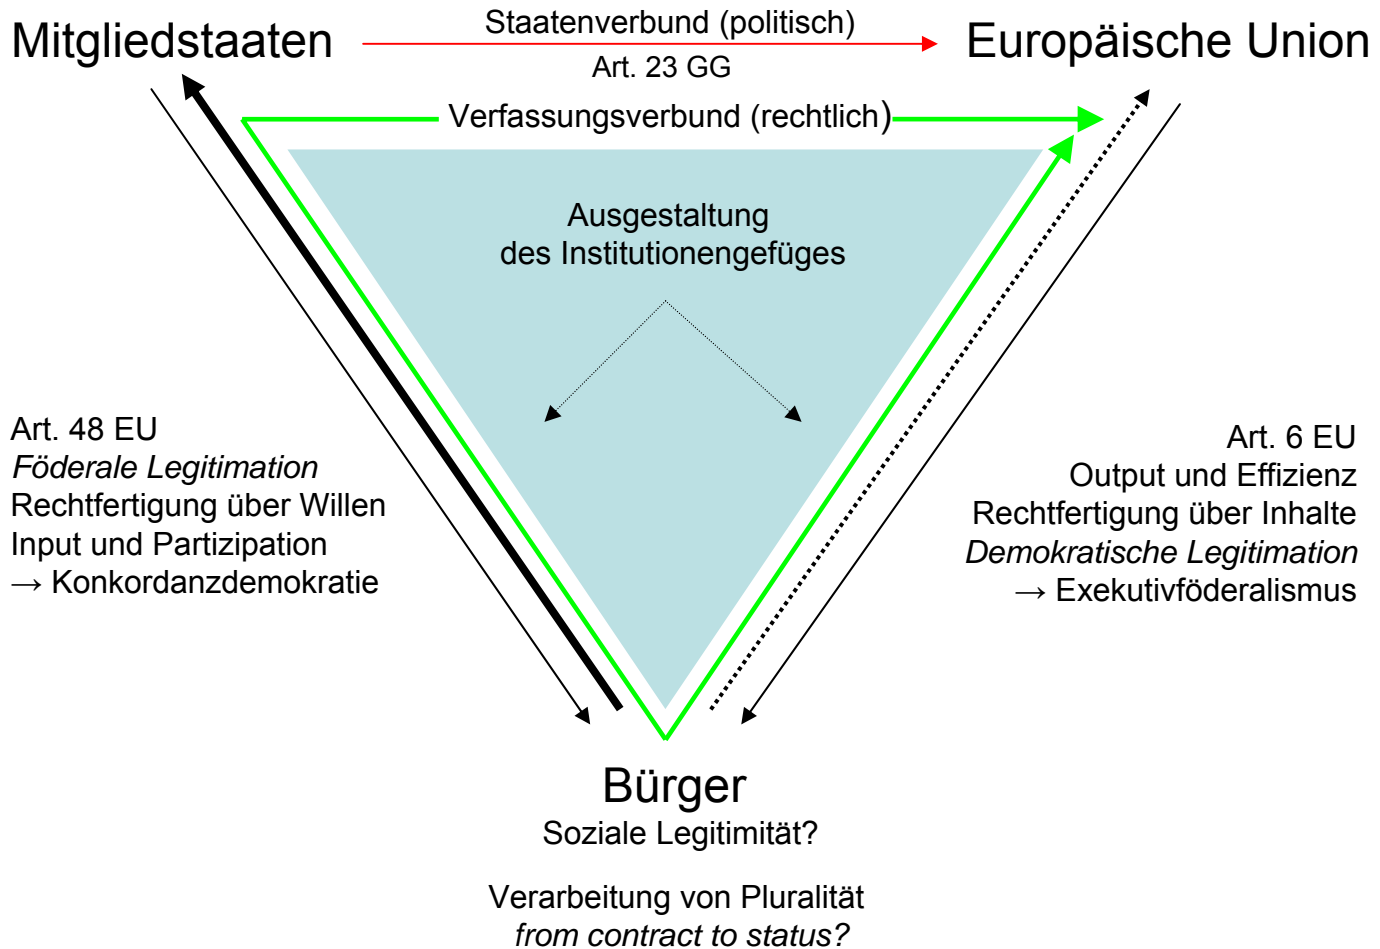 Mitgliedstaaten
Staatenverbund (politisch)
Europäische Union
Art. 23 GG
Verfassungsverbund (rechtlich)
Ausgestaltung
des Institutionengefüges
Art. 48 EU
Föderale Legitimation
Rechtfertigung über Willen
Input und Partizipation
→ Konkordanzdemokratie
Art. 6 EU
Output und Effizienz
Rechtfertigung über Inhalte
Demokratische Legitimation
→ Exekutivföderalismus
Bürger
Soziale Legitimität?
Verarbeitung von Pluralität
from contract to status?